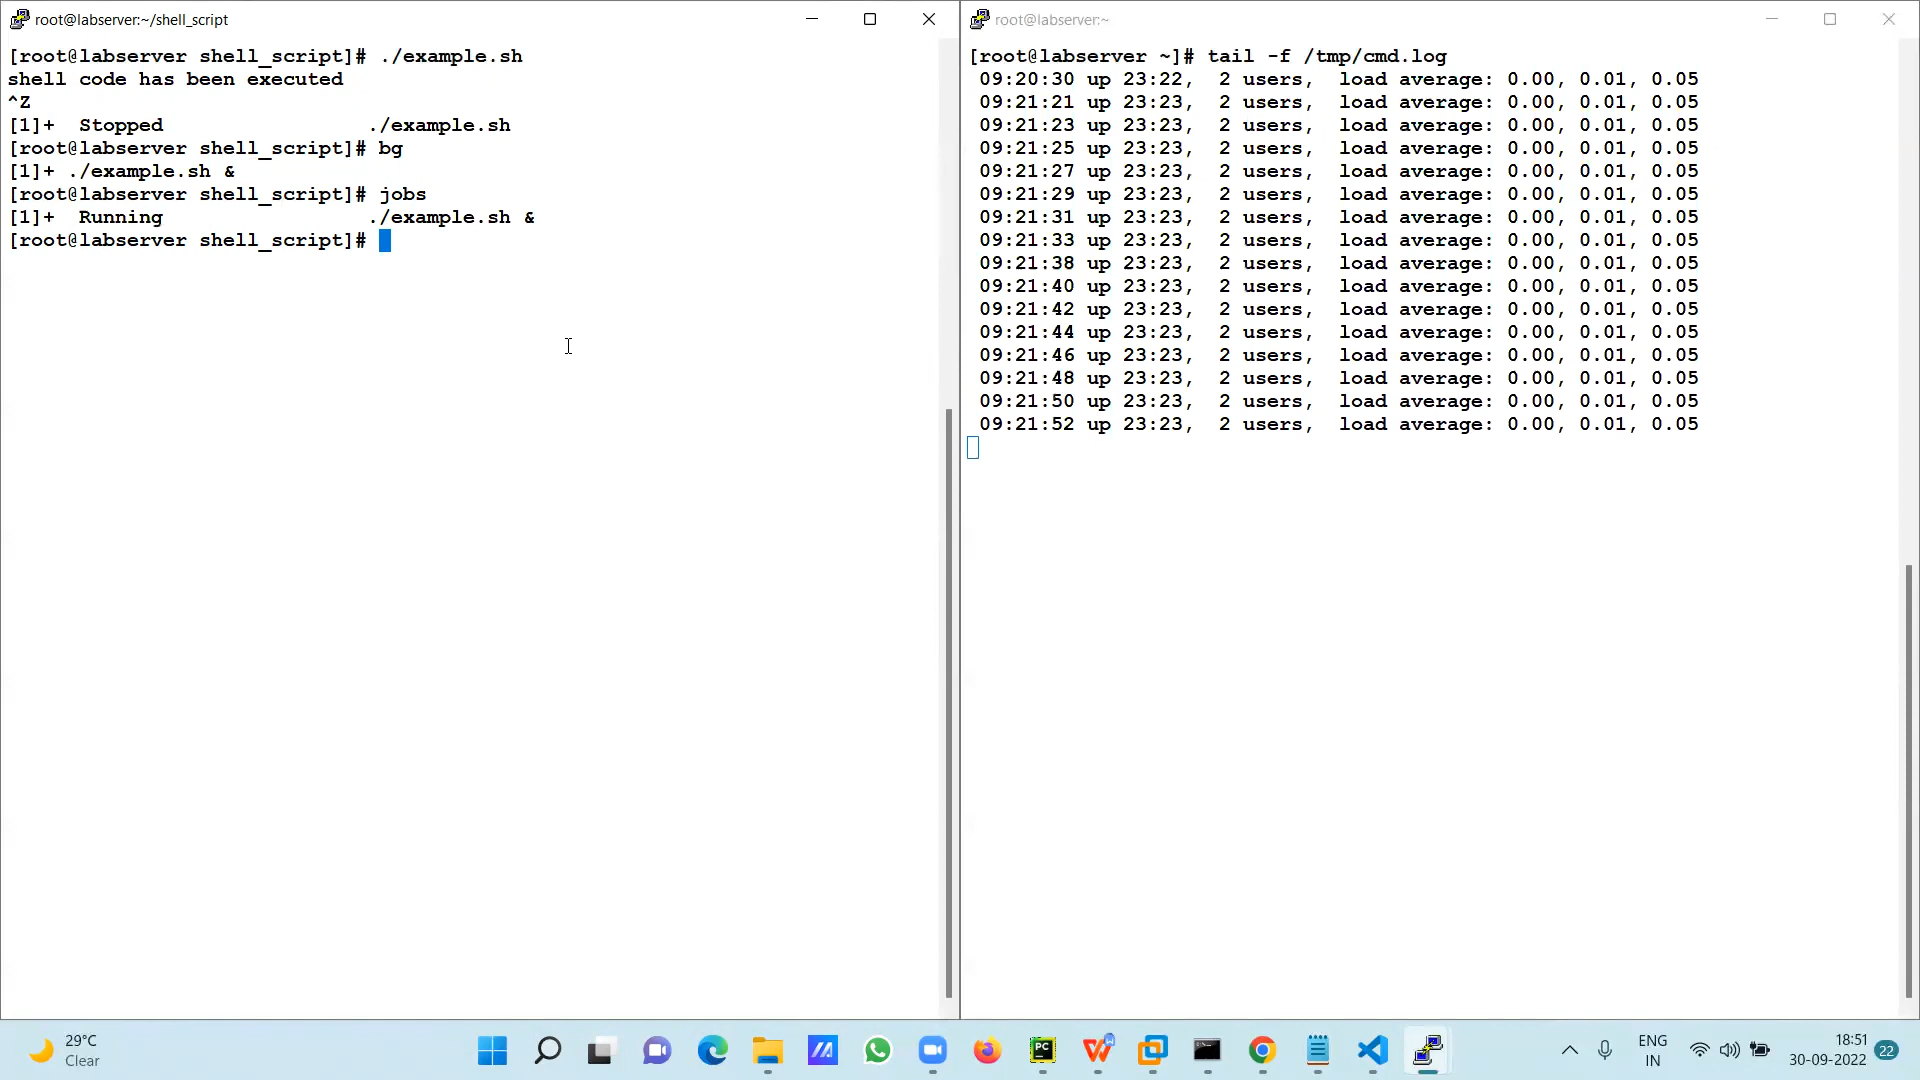 root@labserver:~/shell_script
[root@labserver shell_script]# ./example.sh
shell code has been executed
^Z
[1]+  Stopped                 ./example.sh
[root@labserver shell_script]# bg
[1]+ ./example.sh &
[root@labserver shell_script]# jobs
[1]+  Running                 ./example.sh &
[root@labserver shell_script]#
root@labserver:~
[root@labserver ~]# tail -f /tmp/cmd.log
 09:20:30 up 23:22,  2 users,  load average: 0.00, 0.01, 0.05
 09:21:21 up 23:23,  2 users,  load average: 0.00, 0.01, 0.05
 09:21:23 up 23:23,  2 users,  load average: 0.00, 0.01, 0.05
 09:21:25 up 23:23,  2 users,  load average: 0.00, 0.01, 0.05
 09:21:27 up 23:23,  2 users,  load average: 0.00, 0.01, 0.05
 09:21:29 up 23:23,  2 users,  load average: 0.00, 0.01, 0.05
 09:21:31 up 23:23,  2 users,  load average: 0.00, 0.01, 0.05
 09:21:33 up 23:23,  2 users,  load average: 0.00, 0.01, 0.05
 09:21:38 up 23:23,  2 users,  load average: 0.00, 0.01, 0.05
 09:21:40 up 23:23,  2 users,  load average: 0.00, 0.01, 0.05
 09:21:42 up 23:23,  2 users,  load average: 0.00, 0.01, 0.05
 09:21:44 up 23:23,  2 users,  load average: 0.00, 0.01, 0.05
 09:21:46 up 23:23,  2 users,  load average: 0.00, 0.01, 0.05
 09:21:48 up 23:23,  2 users,  load average: 0.00, 0.01, 0.05
 09:21:50 up 23:23,  2 users,  load average: 0.00, 0.01, 0.05
 09:21:52 up 23:23,  2 users,  load average: 0.00, 0.01, 0.05
29°C
Clear
PC
ENG
IN
18:51
30-09-2022
22